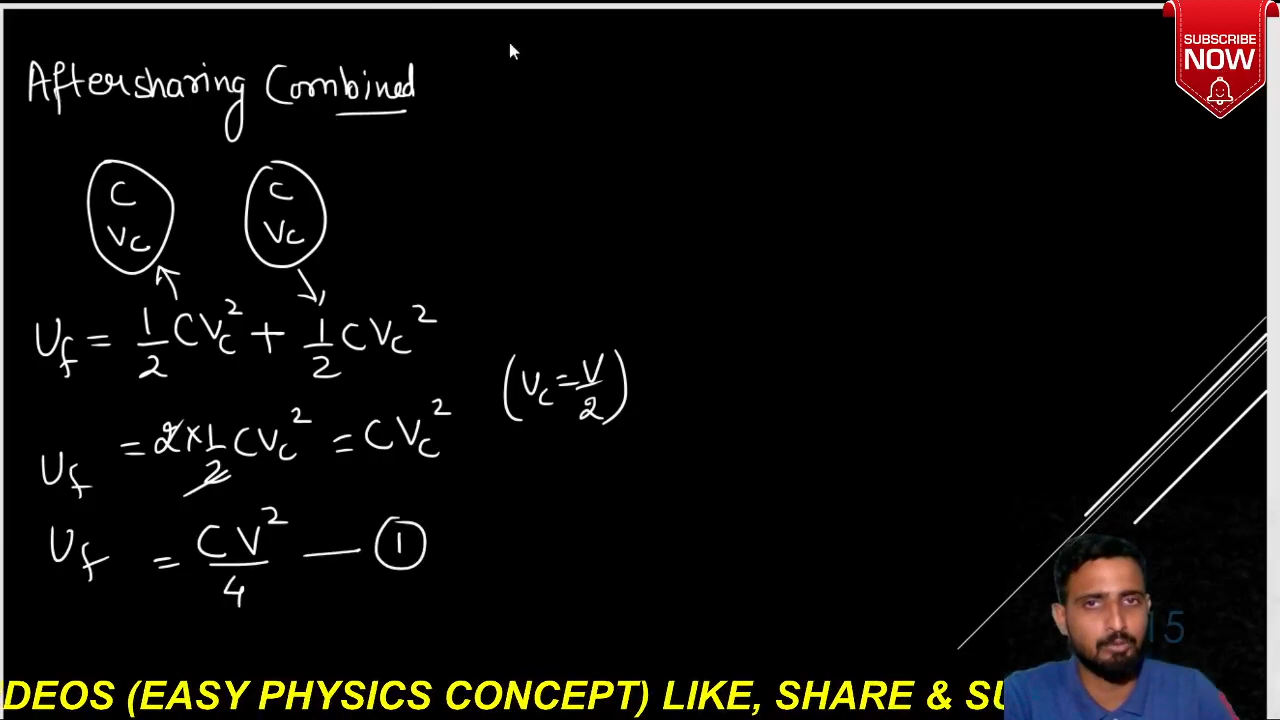 SUBSCRIBE
NOW
Aftersharing Combined
C C
Vc Vc
Uf = 1/2 CVc² + 1/2 CVc²
(Vc = V/2)
Uf = 2 × 1/2 CVc² = CVc²
Uf = CV²/4 — ①
15
DEOS (EASY PHYSICS CONCEPT) LIKE, SHARE & SU